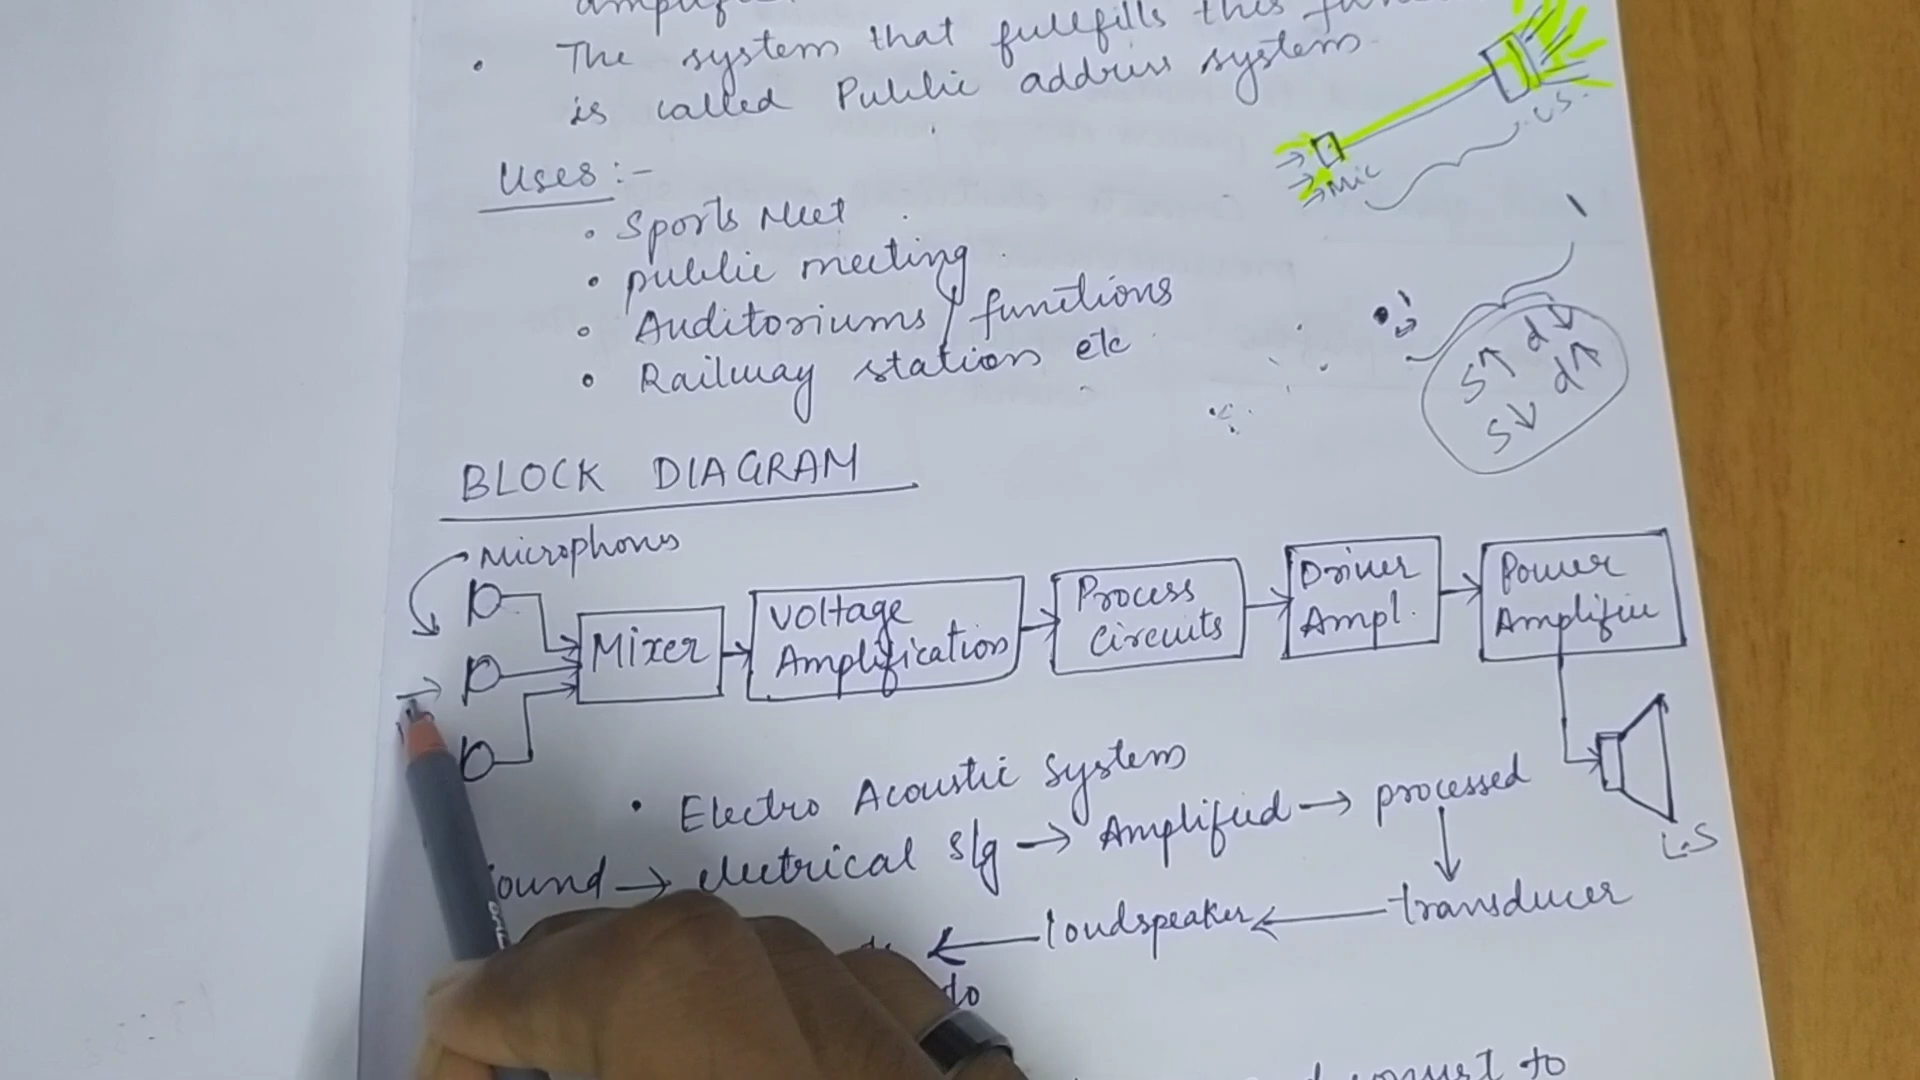 • The system that fullfills this
is called Public address system
L.S.
Mic
Uses :-
• Sports Meet
• public meeting
• Auditoriums / functions
• Railway station etc
S↑ d↓
S↓ d↑
BLOCK DIAGRAM
Microphones
Mixer
Voltage
Amplification
Process
Circuits
Driver
Ampl.
Power
Amplifier
L.S
• Electro Acoustic System
ound → electrical s/g → Amplified → processed
↓
← loudspeaker ← transducer
do
to